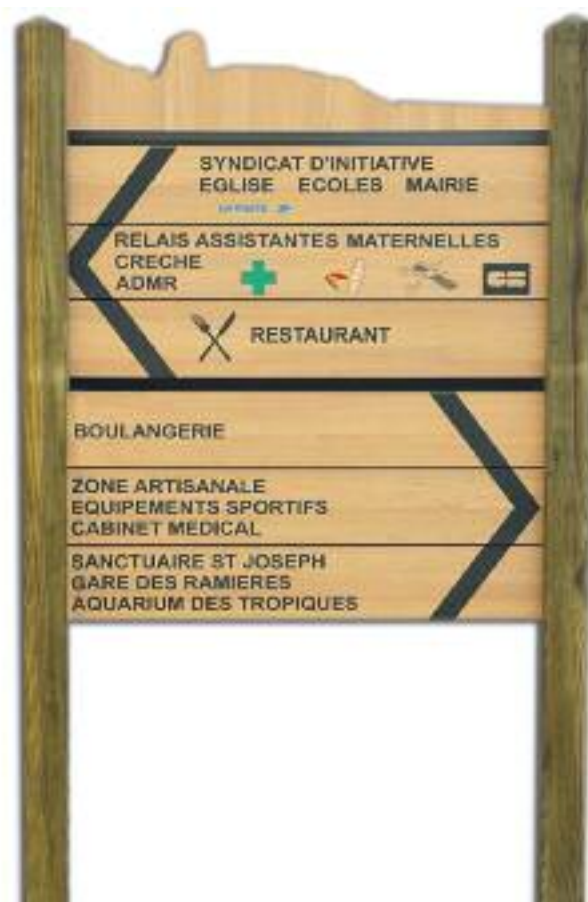 SYNDICAT D'INITIATIVE
EGLISE ECOLES MAIRIE
RELAIS ASSISTANTES MATERNELLES
CRECHE
ADMR
RESTAURANT
BOULANGERIE
ZONE ARTISANALE
EQUIPEMENTS SPORTIFS
CABINET MEDICAL
SANCTUAIRE ST JOSEPH
GARE DES RAMIERES
AQUARIUM DES TROPIQUES